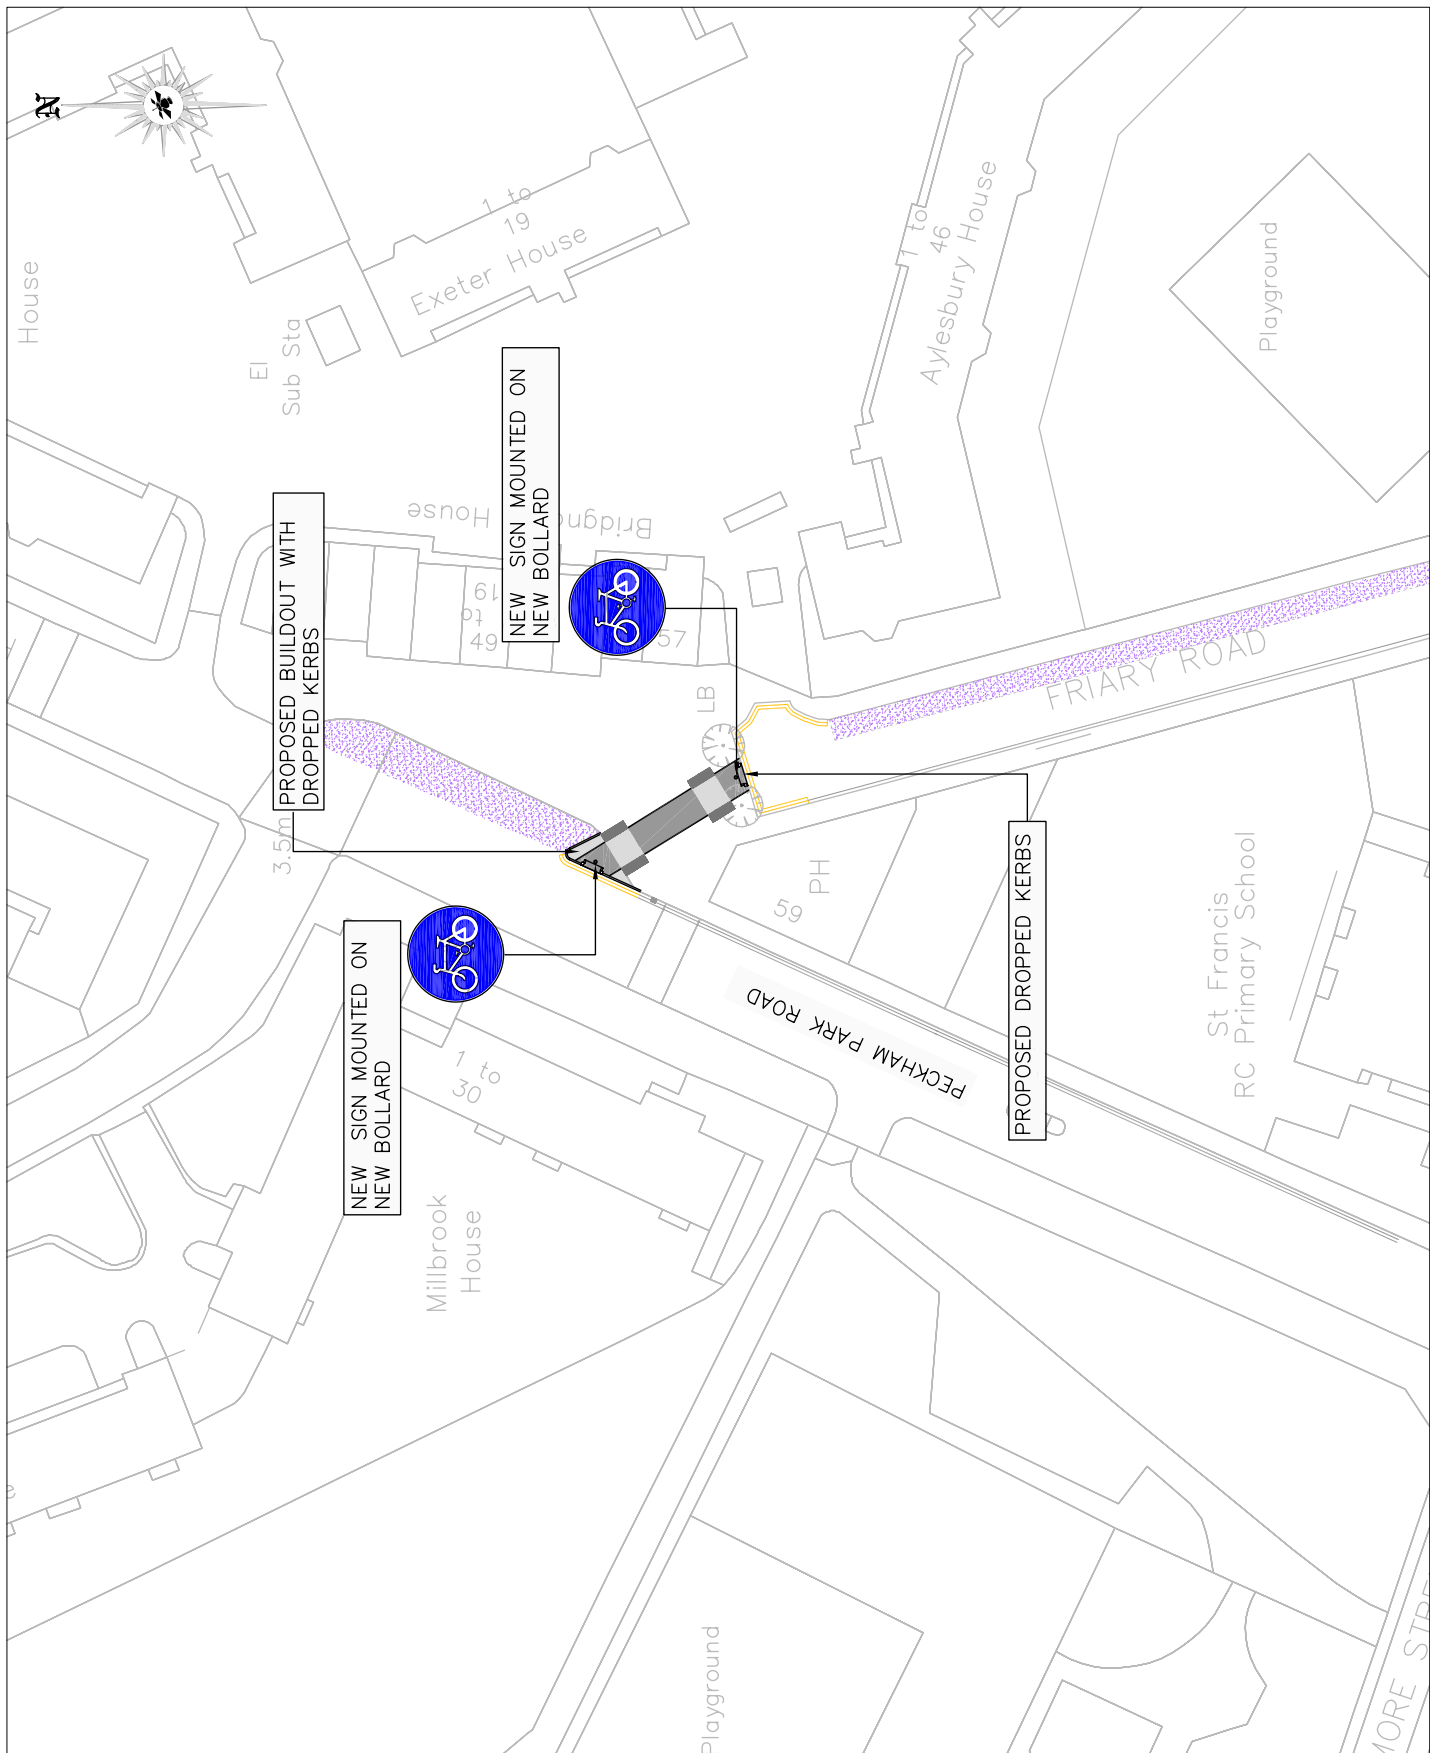 N
House
El
Sub Sta
1 to
19
Exeter House
1 to
46
Aylesbury House
Playground
PROPOSED BUILDOUT WITH
DROPPED KERBS
NEW SIGN MOUNTED ON
NEW BOLLARD
House
49
to
19
57
LB
FRIARY ROAD
3.5m
59
PH
PROPOSED DROPPED KERBS
St Francis
RC Primary School
NEW SIGN MOUNTED ON
NEW BOLLARD
PECKHAM PARK ROAD
1 to
30
Millbrook
House
Playground